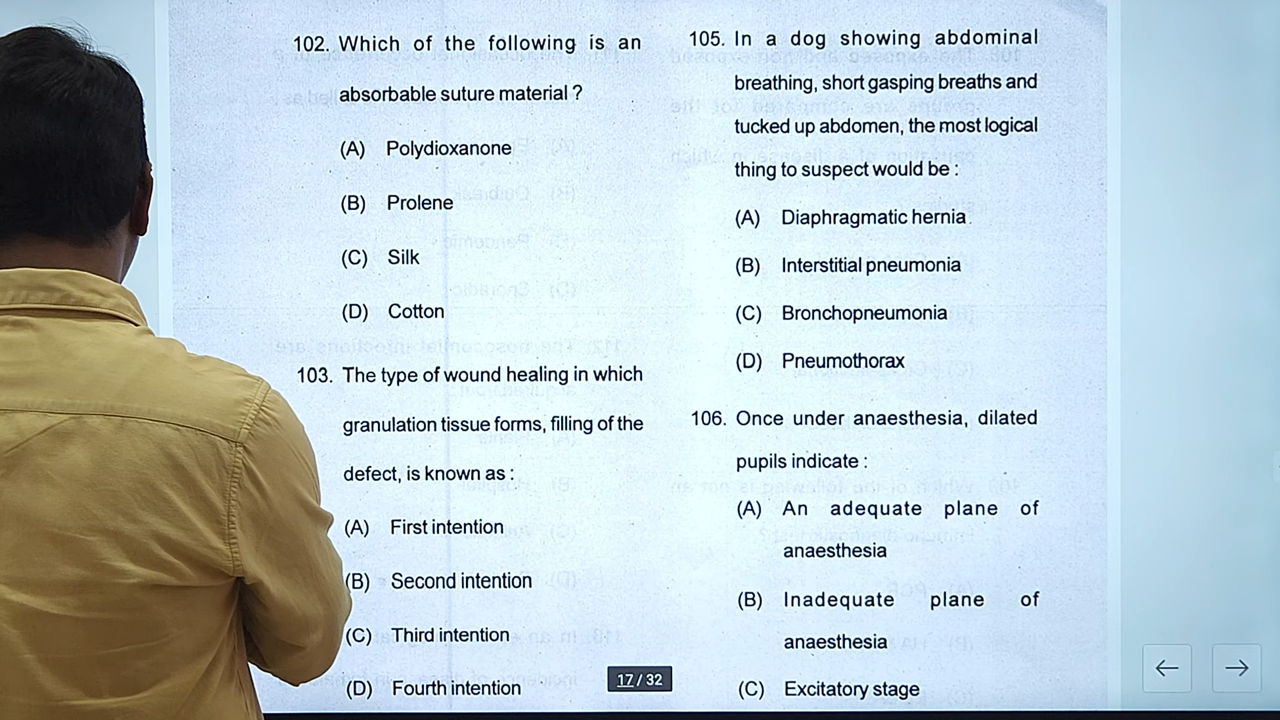 102. Which of the following is an
absorbable suture material ?
(A) Polydioxanone
(B) Prolene
(C) Silk
(D) Cotton
103. The type of wound healing in which
granulation tissue forms, filling of the
defect, is known as :
(A) First intention
(B) Second intention
(C) Third intention
(D) Fourth intention
17 / 32
105. In a dog showing abdominal
breathing, short gasping breaths and
tucked up abdomen, the most logical
thing to suspect would be :
(A) Diaphragmatic hernia
(B) Interstitial pneumonia
(C) Bronchopneumonia
(D) Pneumothorax
106. Once under anaesthesia, dilated
pupils indicate :
(A) An adequate plane of
anaesthesia
(B) Inadequate plane of
anaesthesia
(C) Excitatory stage